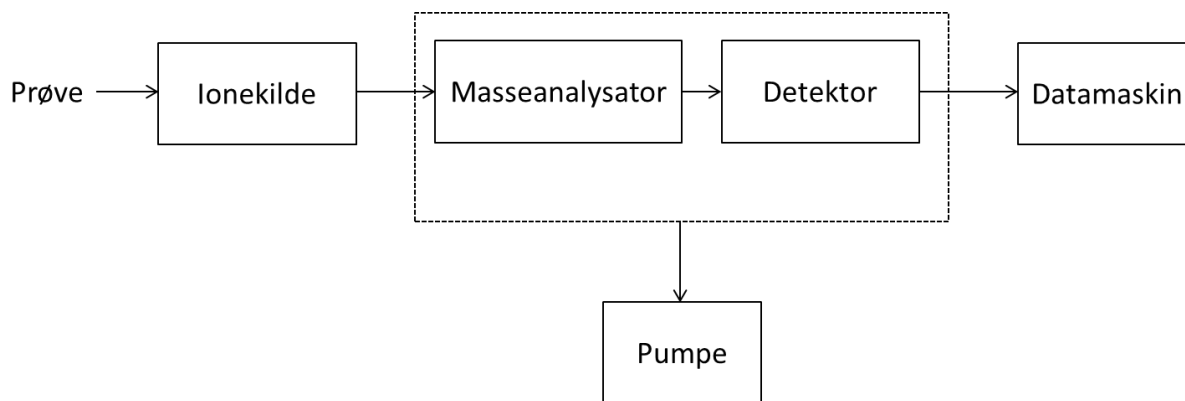 Prøve
Ionekilde
Masseanalysator
Detektor
Datamaskin
Pumpe